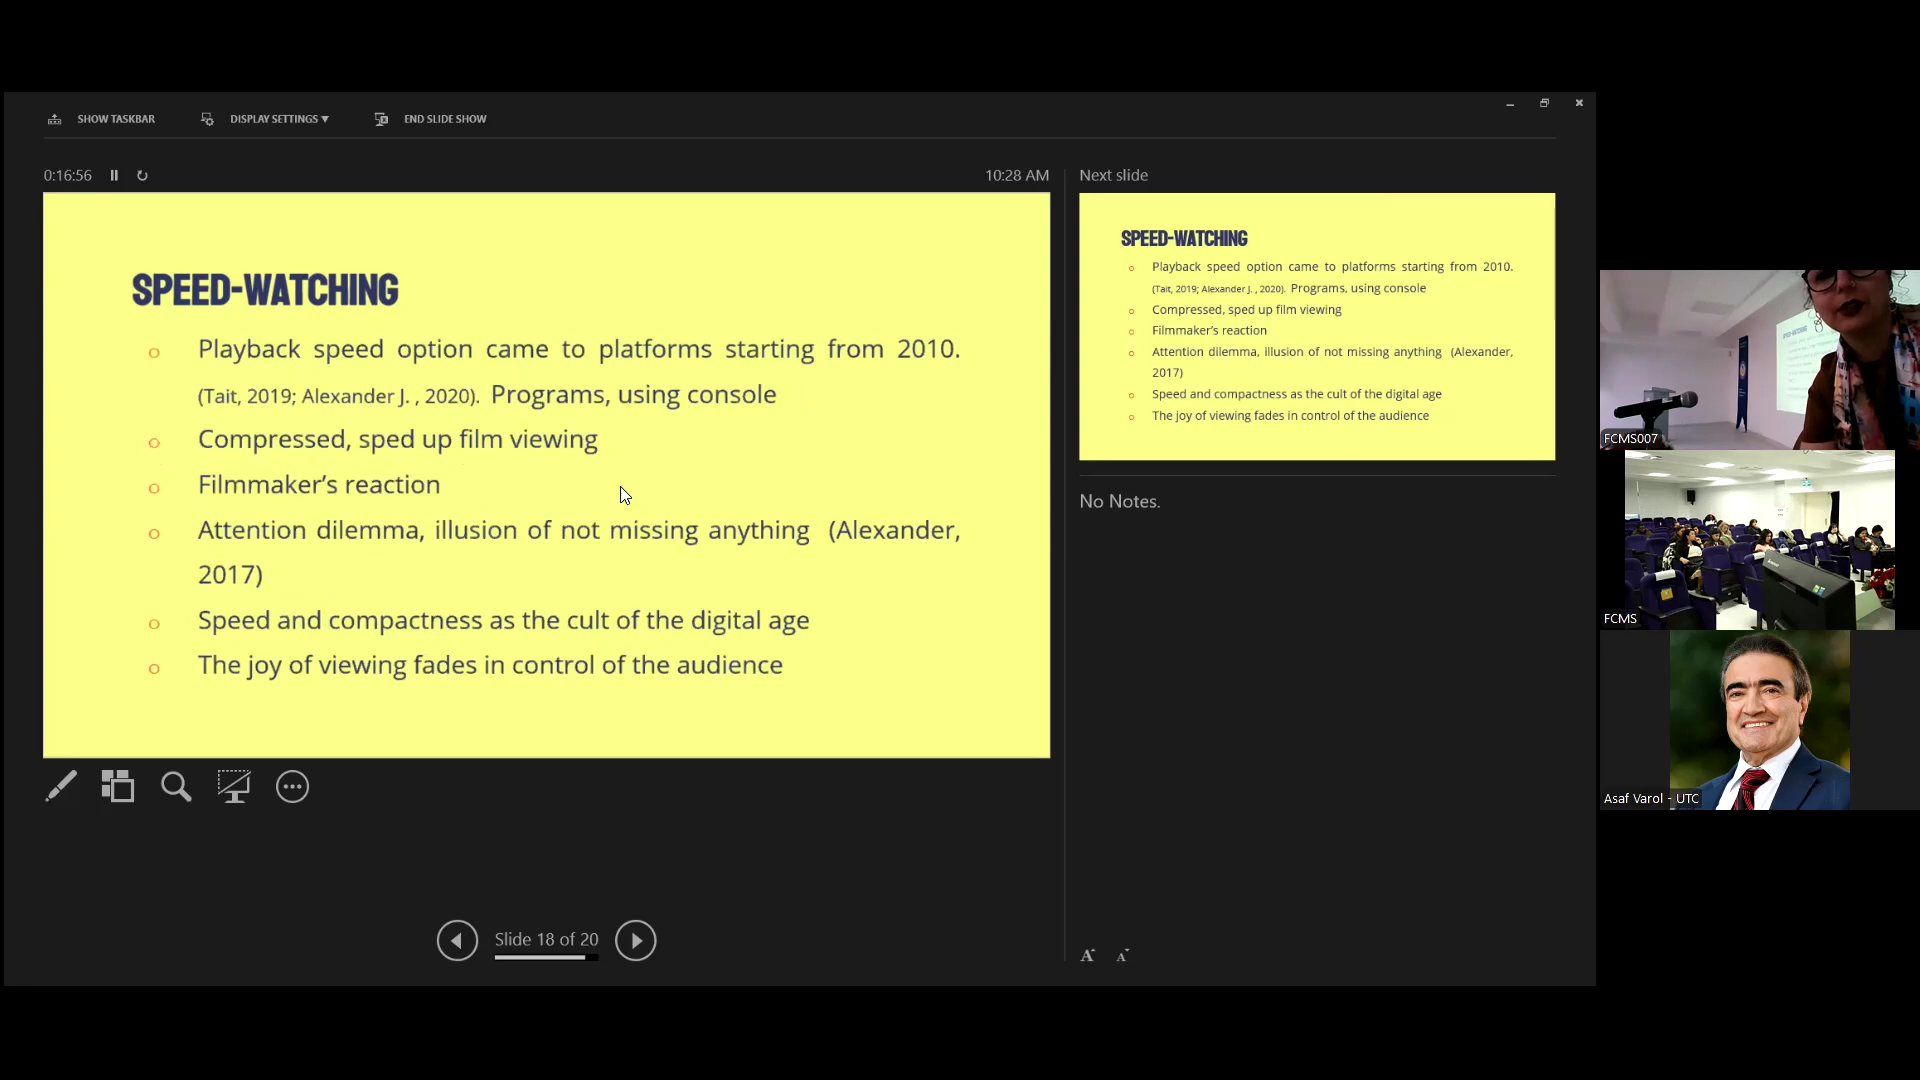 SHOW TASKBAR
DISPLAY SETTINGS
END SLIDE SHOW
0:16:56
10:28 AM
SPEED-WATCHING
Playback speed option came to platforms starting from 2010.
(Tait, 2019; Alexander J. , 2020). Programs, using console
Compressed, sped up film viewing
Filmmaker’s reaction
Attention dilemma, illusion of not missing anything (Alexander,
2017)
Speed and compactness as the cult of the digital age
The joy of viewing fades in control of the audience
Slide 18 of 20
Next slide
SPEED-WATCHING
Playback speed option came to platforms starting from 2010.
(Tait, 2019; Alexander J. , 2020). Programs, using console
Compressed, sped up film viewing
Filmmaker’s reaction
Attention dilemma, illusion of not missing anything (Alexander,
2017)
Speed and compactness as the cult of the digital age
The joy of viewing fades in control of the audience
No Notes.
A A
FCMS007
FCMS
Asaf Varol - UTC